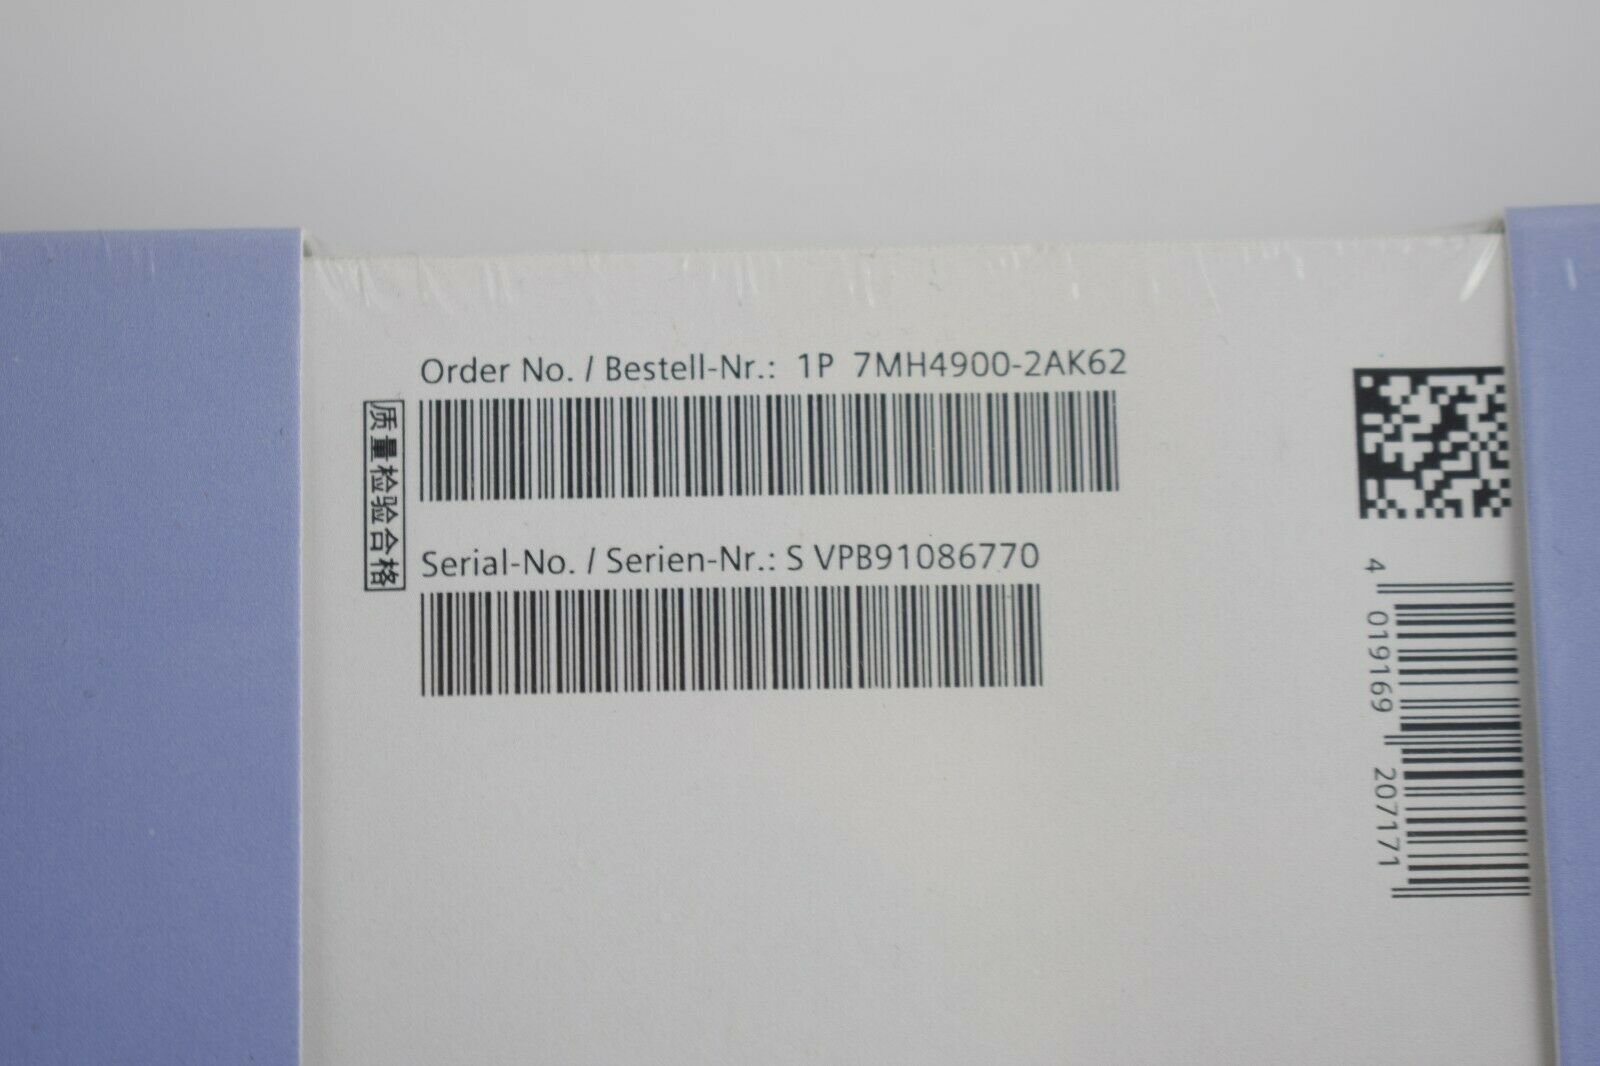 Order No. / Bestell-Nr.: 1P 7MH4900-2AK62
质量检验合格
Serial-No. / Serien-Nr.: S VPB91086770
4 019169 207171